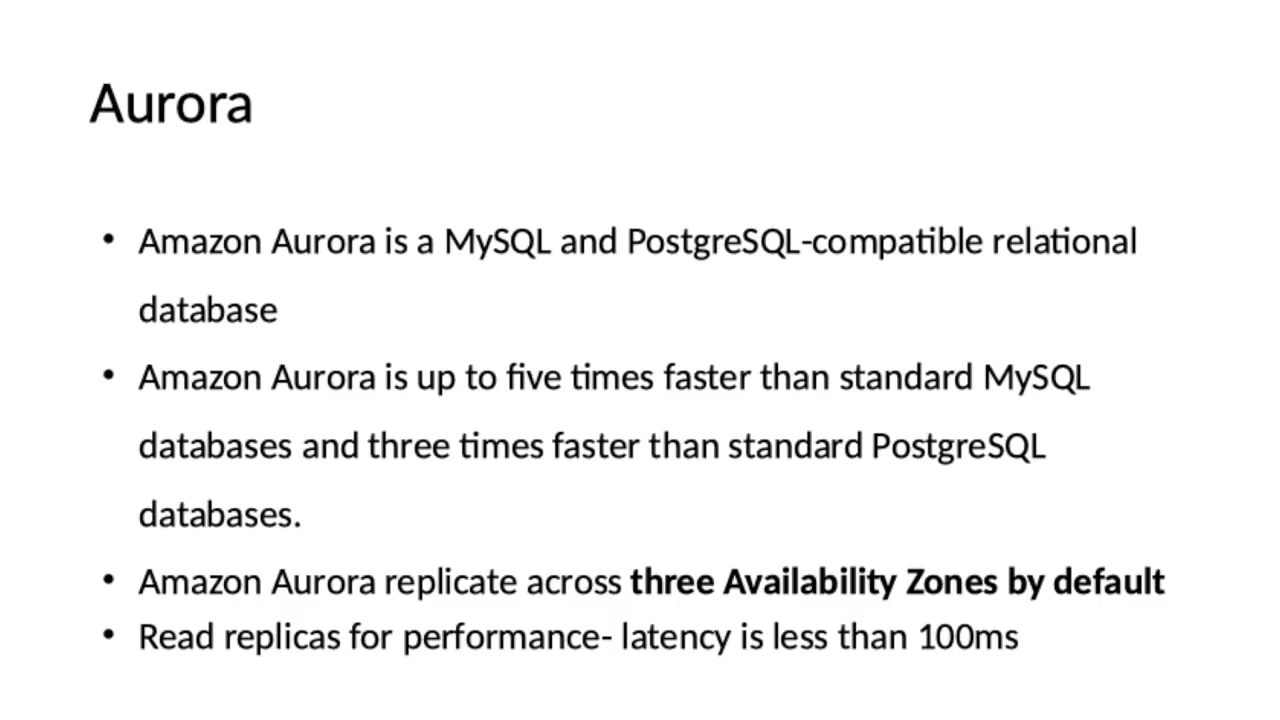 Aurora
• Amazon Aurora is a MySQL and PostgreSQL-compatible relational
database
• Amazon Aurora is up to five times faster than standard MySQL
databases and three times faster than standard PostgreSQL
databases.
• Amazon Aurora replicate across three Availability Zones by default
• Read replicas for performance- latency is less than 100ms